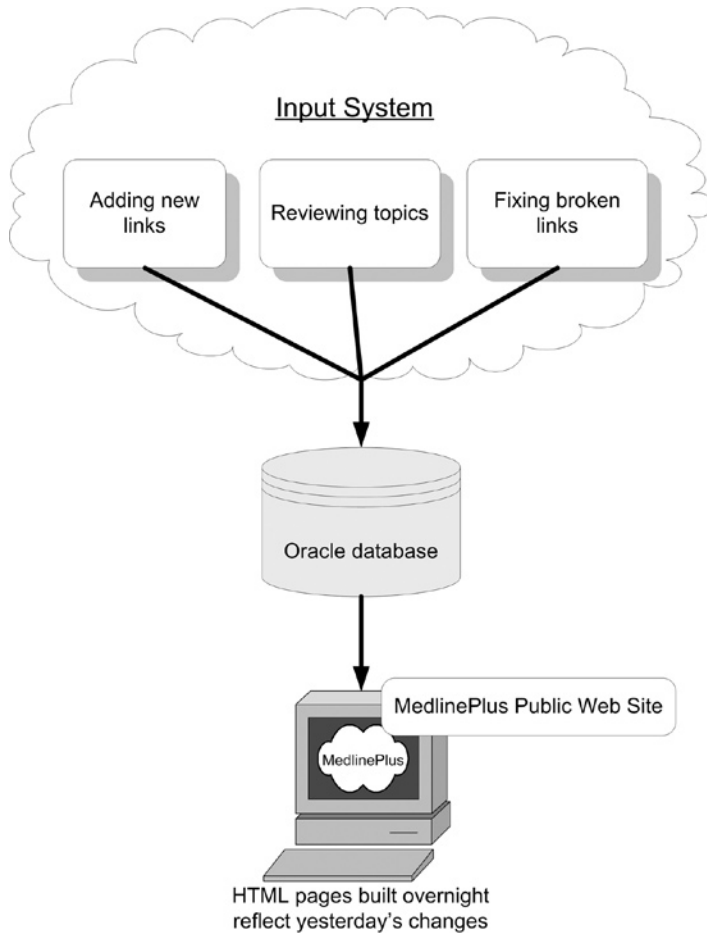 Input System
Adding new
links
Reviewing topics
Fixing broken
links
Oracle database
MedlinePlus Public Web Site
MedlinePlus
HTML pages built overnight
reflect yesterday's changes